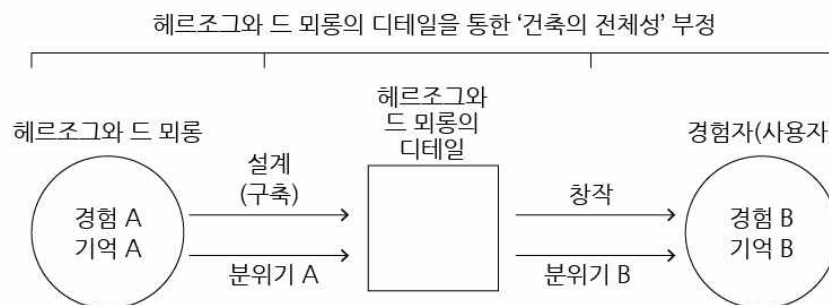 헤르조그와 드 뫼롱의 디테일을 통한 ‘건축의 전체성’ 부정
헤르조그와 드 뫼롱
경험 A
기억 A
설계
(구축)
분위기 A
헤르조그와
드 뫼롱의
디테일
창작
분위기 B
경험자(사용자)
경험 B
기억 B